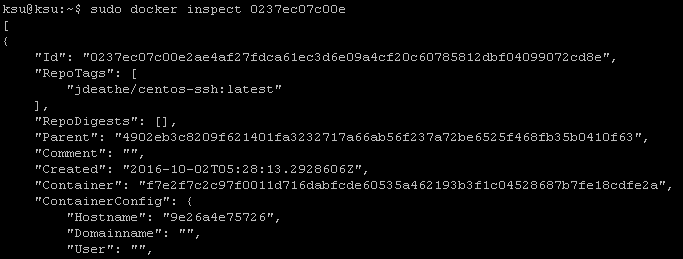 ksu@ksu:~$ sudo docker inspect 0237ec07c00e
[
{
    "Id": "0237ec07c00e2ae4af27fdca61ec3d6e09a4cf20c60785812dbf04099072cd8e",
    "RepoTags": [
        "jdeathe/centos-ssh:latest"
    ],
    "RepoDigests": [],
    "Parent": "4902eb3c8209f621401fa3232717a66ab56f237a72be6525f468fb35b0410f63",
    "Comment": "",
    "Created": "2016-10-02T05:28:13.2928606Z",
    "Container": "f7e2f7c2c97f0011d716dabfcde60535a462193b3f1c04528687b7fe18cdfe2a",
    "ContainerConfig": {
        "Hostname": "9e26a4e75726",
        "Domainname": "",
        "User": "",